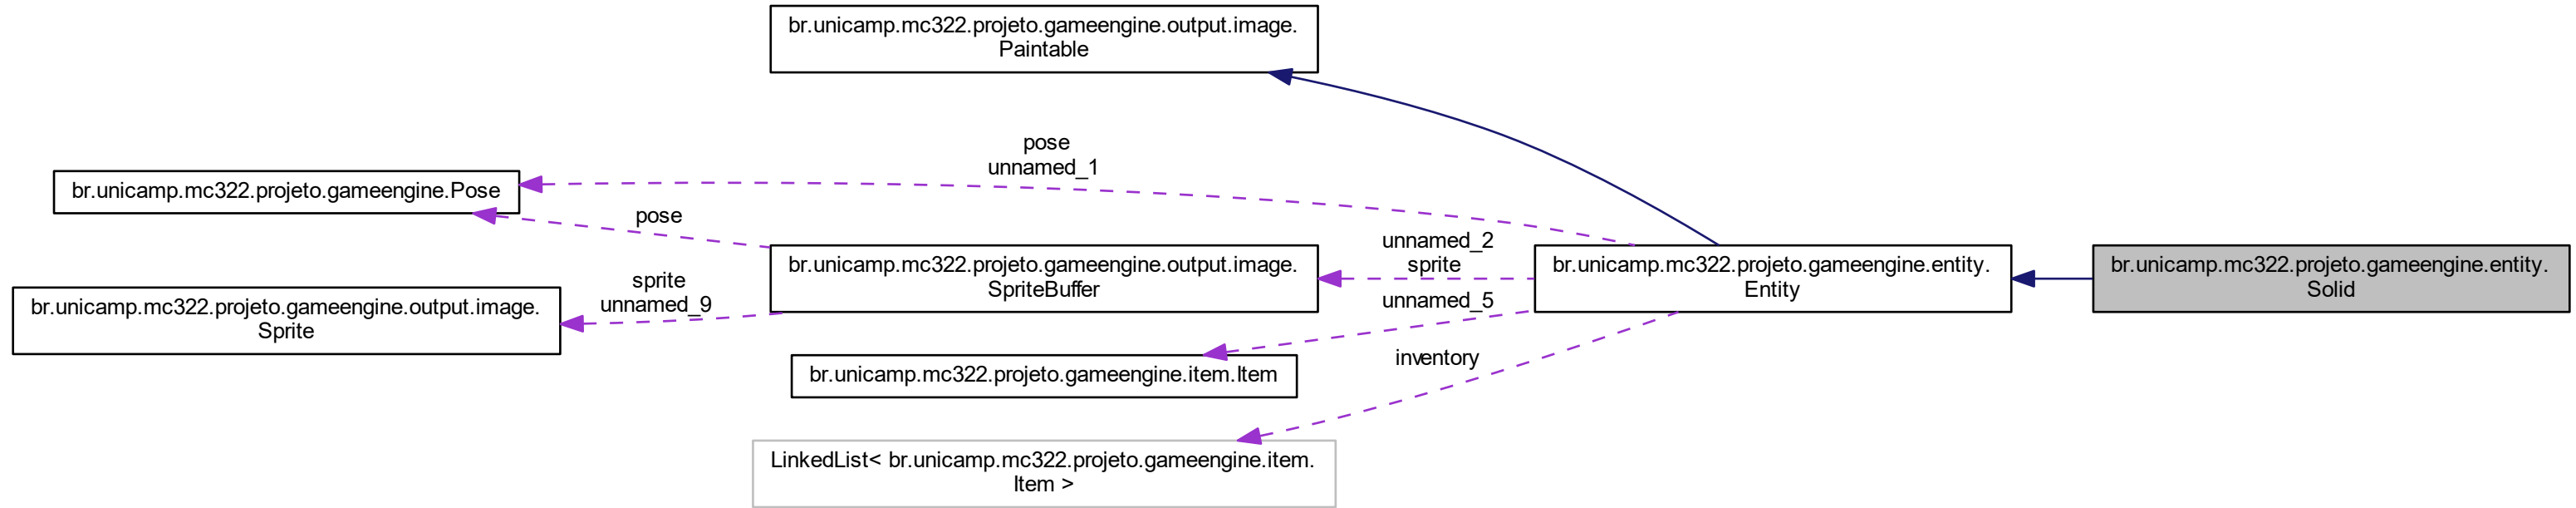 br.unicamp.mc322.projeto.gameengine.output.image.
Paintable
pose
unnamed_1
br.unicamp.mc322.projeto.gameengine.Pose
pose
unnamed_2
sprite
br.unicamp.mc322.projeto.gameengine.output.image.
SpriteBuffer
br.unicamp.mc322.projeto.gameengine.entity.
Entity
br.unicamp.mc322.projeto.gameengine.entity.
Solid
sprite
unnamed_9
br.unicamp.mc322.projeto.gameengine.output.image.
Sprite
unnamed_5
br.unicamp.mc322.projeto.gameengine.item.Item
inventory
LinkedList< br.unicamp.mc322.projeto.gameengine.item.
Item >